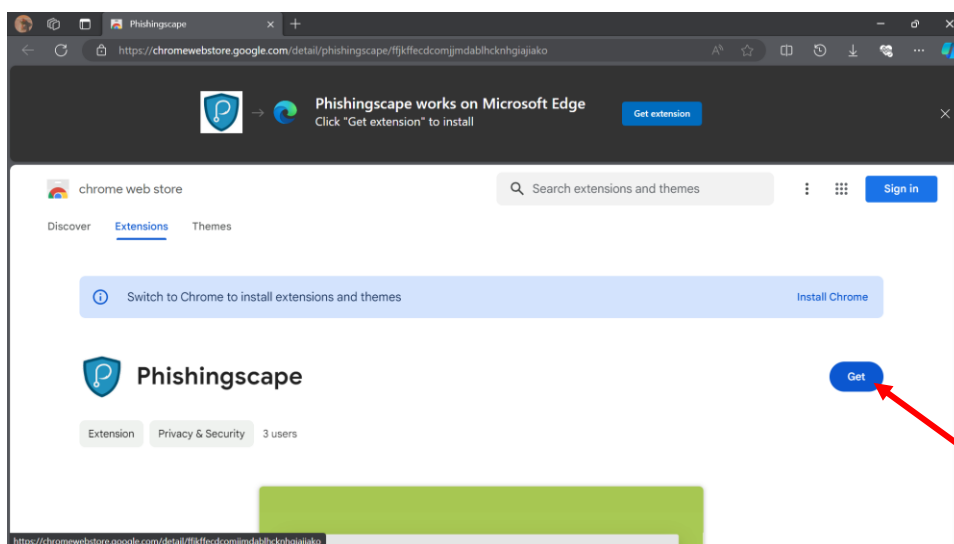 Phishingscape
https://chromewebstore.google.com/detail/phishingscape/ffjkffecdcomjjmdablhcknhgiajiako
Phishingscape works on Microsoft Edge
Click "Get extension" to install
Get extension
chrome web store
Search extensions and themes
Sign in
Discover Extensions Themes
Switch to Chrome to install extensions and themes
Install Chrome
Phishingscape
Get
Extension Privacy & Security 3 users
https://chromewebstore.google.com/detail/ffjkffecdcomjjmdablhcknhgiajiako